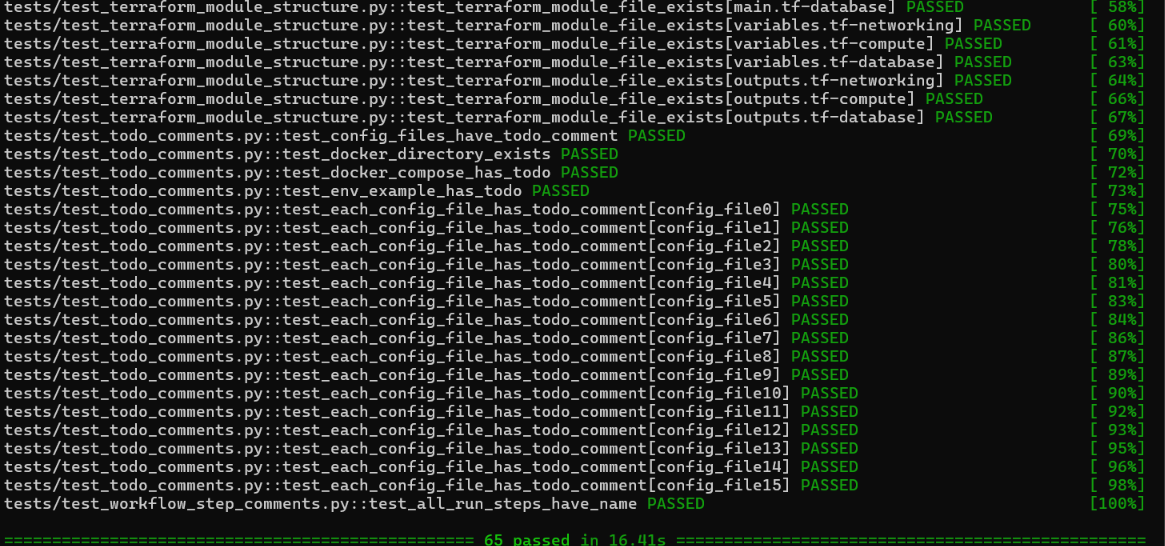 tests/test_terraform_module_structure.py::test_terraform_module_file_exists[main.tf-database] PASSED [ 58%]
tests/test_terraform_module_structure.py::test_terraform_module_file_exists[variables.tf-networking] PASSED [ 60%]
tests/test_terraform_module_structure.py::test_terraform_module_file_exists[variables.tf-compute] PASSED [ 61%]
tests/test_terraform_module_structure.py::test_terraform_module_file_exists[variables.tf-database] PASSED [ 63%]
tests/test_terraform_module_structure.py::test_terraform_module_file_exists[outputs.tf-networking] PASSED [ 64%]
tests/test_terraform_module_structure.py::test_terraform_module_file_exists[outputs.tf-compute] PASSED [ 66%]
tests/test_terraform_module_structure.py::test_terraform_module_file_exists[outputs.tf-database] PASSED [ 67%]
tests/test_todo_comments.py::test_config_files_have_todo_comment PASSED [ 69%]
tests/test_todo_comments.py::test_docker_directory_exists PASSED [ 70%]
tests/test_todo_comments.py::test_docker_compose_has_todo PASSED [ 72%]
tests/test_todo_comments.py::test_env_example_has_todo PASSED [ 73%]
tests/test_todo_comments.py::test_each_config_file_has_todo_comment[config_file0] PASSED [ 75%]
tests/test_todo_comments.py::test_each_config_file_has_todo_comment[config_file1] PASSED [ 76%]
tests/test_todo_comments.py::test_each_config_file_has_todo_comment[config_file2] PASSED [ 78%]
tests/test_todo_comments.py::test_each_config_file_has_todo_comment[config_file3] PASSED [ 80%]
tests/test_todo_comments.py::test_each_config_file_has_todo_comment[config_file4] PASSED [ 81%]
tests/test_todo_comments.py::test_each_config_file_has_todo_comment[config_file5] PASSED [ 83%]
tests/test_todo_comments.py::test_each_config_file_has_todo_comment[config_file6] PASSED [ 84%]
tests/test_todo_comments.py::test_each_config_file_has_todo_comment[config_file7] PASSED [ 86%]
tests/test_todo_comments.py::test_each_config_file_has_todo_comment[config_file8] PASSED [ 87%]
tests/test_todo_comments.py::test_each_config_file_has_todo_comment[config_file9] PASSED [ 89%]
tests/test_todo_comments.py::test_each_config_file_has_todo_comment[config_file10] PASSED [ 90%]
tests/test_todo_comments.py::test_each_config_file_has_todo_comment[config_file11] PASSED [ 92%]
tests/test_todo_comments.py::test_each_config_file_has_todo_comment[config_file12] PASSED [ 93%]
tests/test_todo_comments.py::test_each_config_file_has_todo_comment[config_file13] PASSED [ 95%]
tests/test_todo_comments.py::test_each_config_file_has_todo_comment[config_file14] PASSED [ 96%]
tests/test_todo_comments.py::test_each_config_file_has_todo_comment[config_file15] PASSED [ 98%]
tests/test_workflow_step_comments.py::test_all_run_steps_have_name PASSED [100%]
================================================= 65 passed in 16.41s =================================================